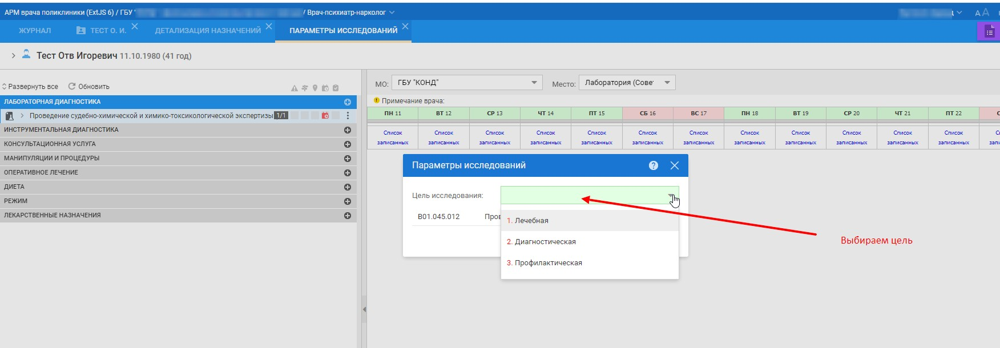 АРМ врача поликлиники (ExtJS 6) / ГБУ "
/ Врач-психиатр-нарколог
A A
ЖУРНАЛ
ТЕСТ О. И.
ДЕТАЛИЗАЦИЯ НАЗНАЧЕНИЙ
ПАРАМЕТРЫ ИССЛЕДОВАНИЙ
Тест Отв Игоревич 11.10.1980 (41 год)
Развернуть все
Обновить
МО: ГБУ "КОНД"
Место: Лаборатория (Совет
Примечание врача:
ЛАБОРАТОРНАЯ ДИАГНОСТИКА
Проведение судебно-химической и химико-токсикологической экспертизы 1/1
ИНСТРУМЕНТАЛЬНАЯ ДИАГНОСТИКА
КОНСУЛЬТАЦИОННАЯ УСЛУГА
МАНИПУЛЯЦИИ И ПРОЦЕДУРЫ
ОПЕРАТИВНОЕ ЛЕЧЕНИЕ
ДИЕТА
РЕЖИМ
ЛЕКАРСТВЕННЫЕ НАЗНАЧЕНИЯ
ПН 11 ВТ 12 СР 13 ЧТ 14 ПТ 15 СБ 16 ВС 17 ПН 18 ВТ 19 СР 20 ЧТ 21 ПТ 22 С
Список Список Список Список Список Список Список Список Список Список Список Список
записанных записанных записанных записанных записанных записанных записанных записанных записанных записанных записанных записанных
Параметры исследований
Цель исследования:
B01.045.012 Пров
1. Лечебная
2. Диагностическая
3. Профилактическая
Выбираем цель